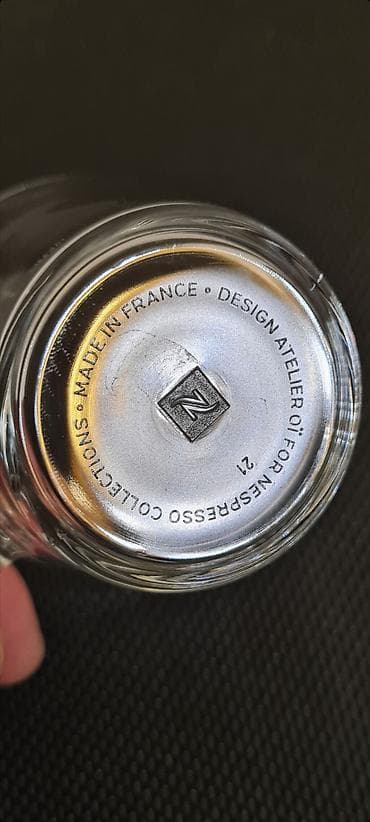 MADE IN FRANCE • DESIGN ATELIER OÏ FOR NESPRESSO COLLECTIONS •
21
N